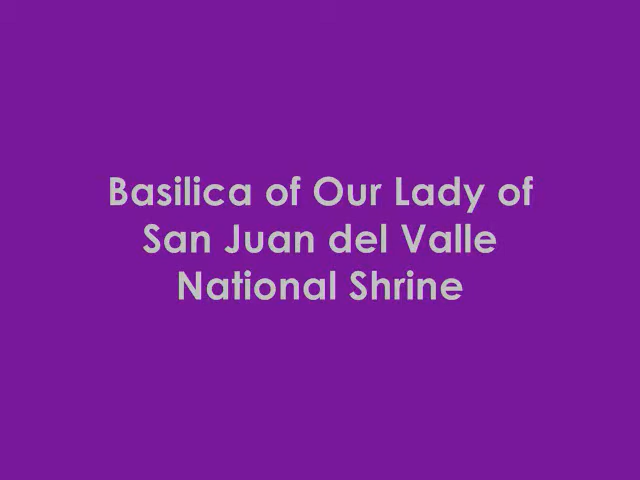 Basilica of Our Lady of
San Juan del Valle
National Shrine